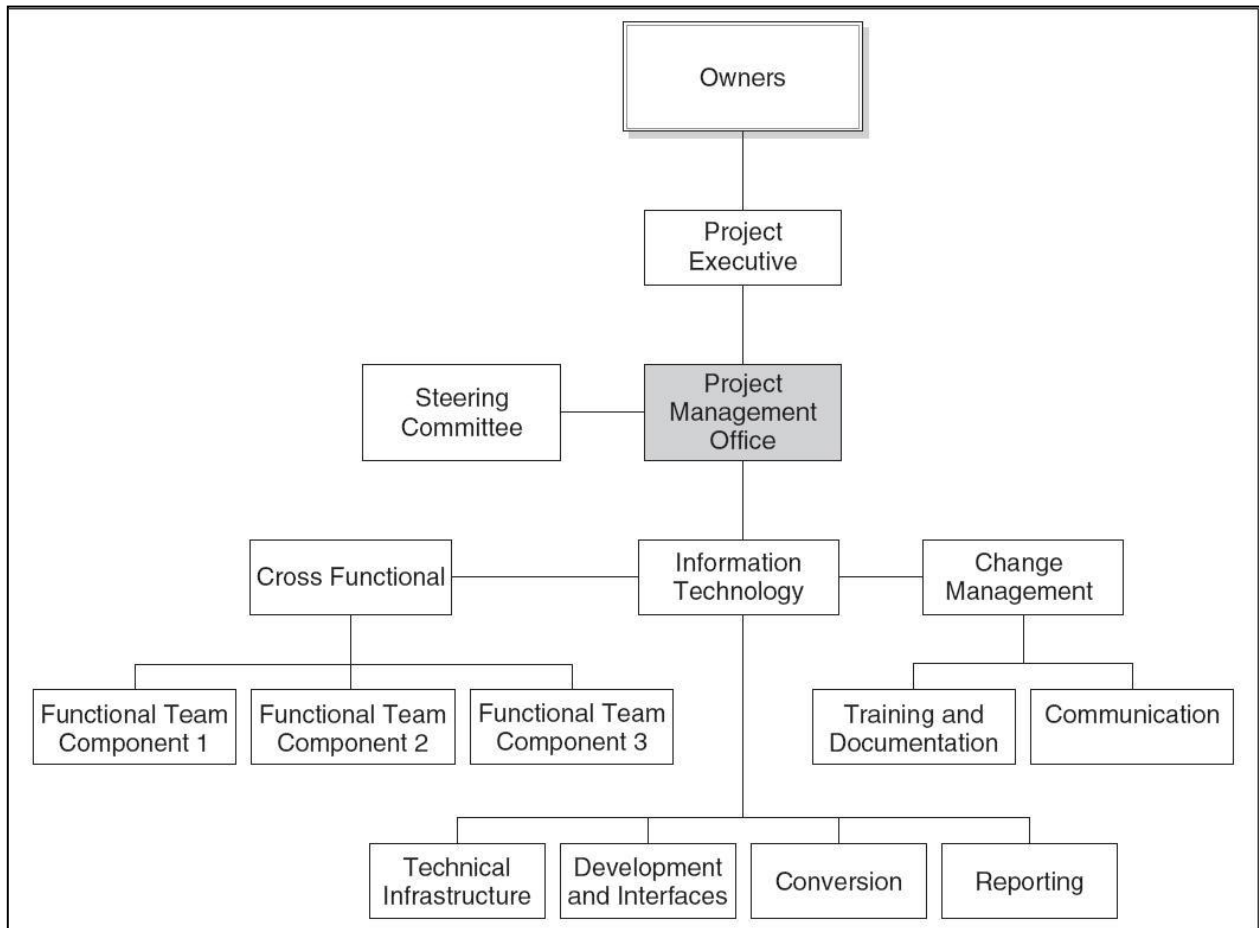 Owners
Project
Executive
Steering
Committee
Project
Management
Office
Cross Functional
Information
Technology
Change
Management
Functional Team
Component 1
Functional Team
Component 2
Functional Team
Component 3
Training and
Documentation
Communication
Technical
Infrastructure
Development
and Interfaces
Conversion
Reporting